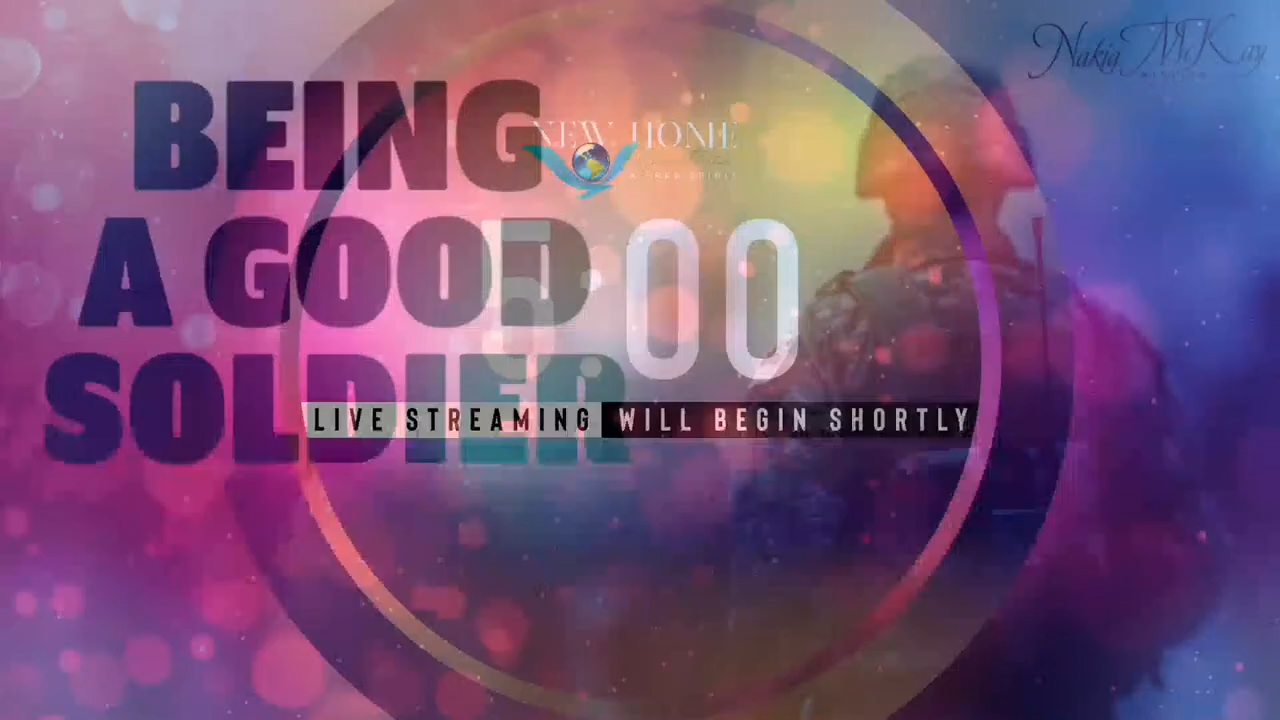 Nakia McKay
BEING
A GOOD
SOLDIER
NEW HOME
5:00
LIVE STREAMING WILL BEGIN SHORTLY